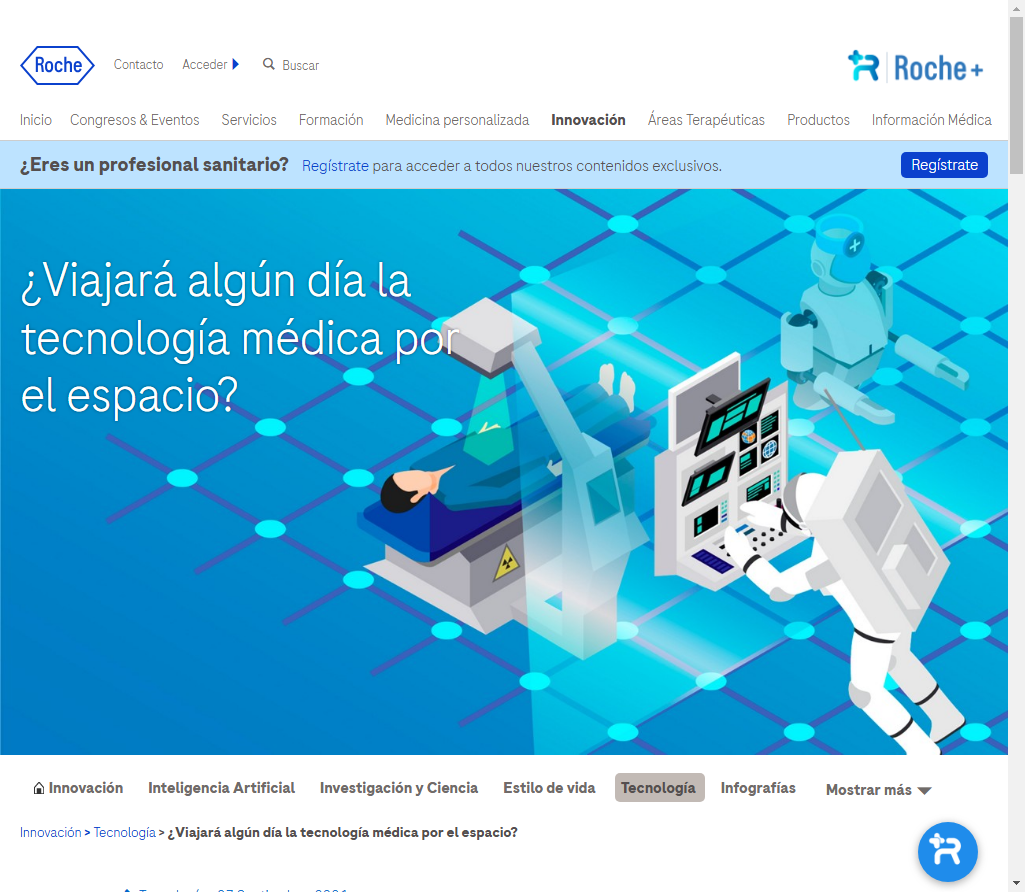 Roche
Contacto
Acceder
Buscar
Roche+
Inicio
Congresos & Eventos
Servicios
Formación
Medicina personalizada
Innovación
Áreas Terapéuticas
Productos
Información Médica
¿Eres un profesional sanitario?
Regístrate para acceder a todos nuestros contenidos exclusivos.
Regístrate
¿Viajará algún día la
tecnología médica por
el espacio?
Innovación
Inteligencia Artificial
Investigación y Ciencia
Estilo de vida
Tecnología
Infografías
Mostrar más
Innovación > Tecnología > ¿Viajará algún día la tecnología médica por el espacio?